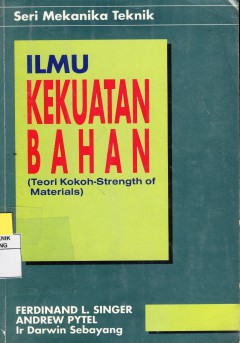 Seri Mekanika Teknik
ILMU
KEKUATAN
BAHAN
(Teori Kokoh-Strength of
Materials)
FERDINAND L. SINGER
ANDREW PYTEL
Ir Darwin Sebayang